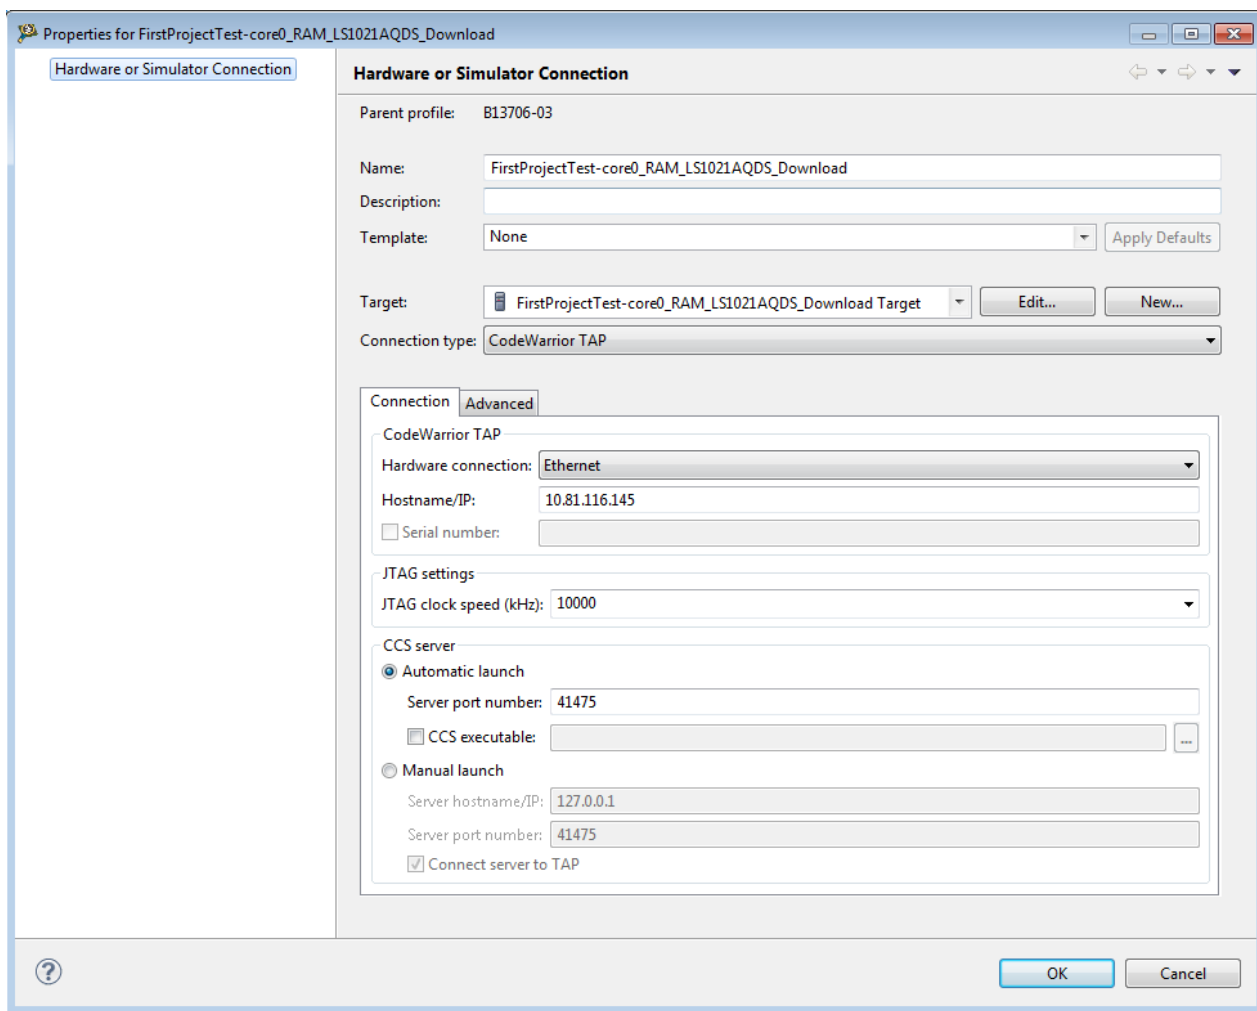 Properties for FirstProjectTest-core0_RAM_LS1021AQDS_Download
Hardware or Simulator Connection
Hardware or Simulator Connection
Parent profile: B13706-03
Name: FirstProjectTest-core0_RAM_LS1021AQDS_Download
Description:
Template: None Apply Defaults
Target: FirstProjectTest-core0_RAM_LS1021AQDS_Download Target Edit... New...
Connection type: CodeWarrior TAP
Connection Advanced
CodeWarrior TAP
Hardware connection: Ethernet
Hostname/IP: 10.81.116.145
Serial number:
JTAG settings
JTAG clock speed (kHz): 10000
CCS server
Automatic launch
Server port number: 41475
CCS executable: ...
Manual launch
Server hostname/IP: 127.0.0.1
Server port number: 41475
Connect server to TAP
? OK Cancel